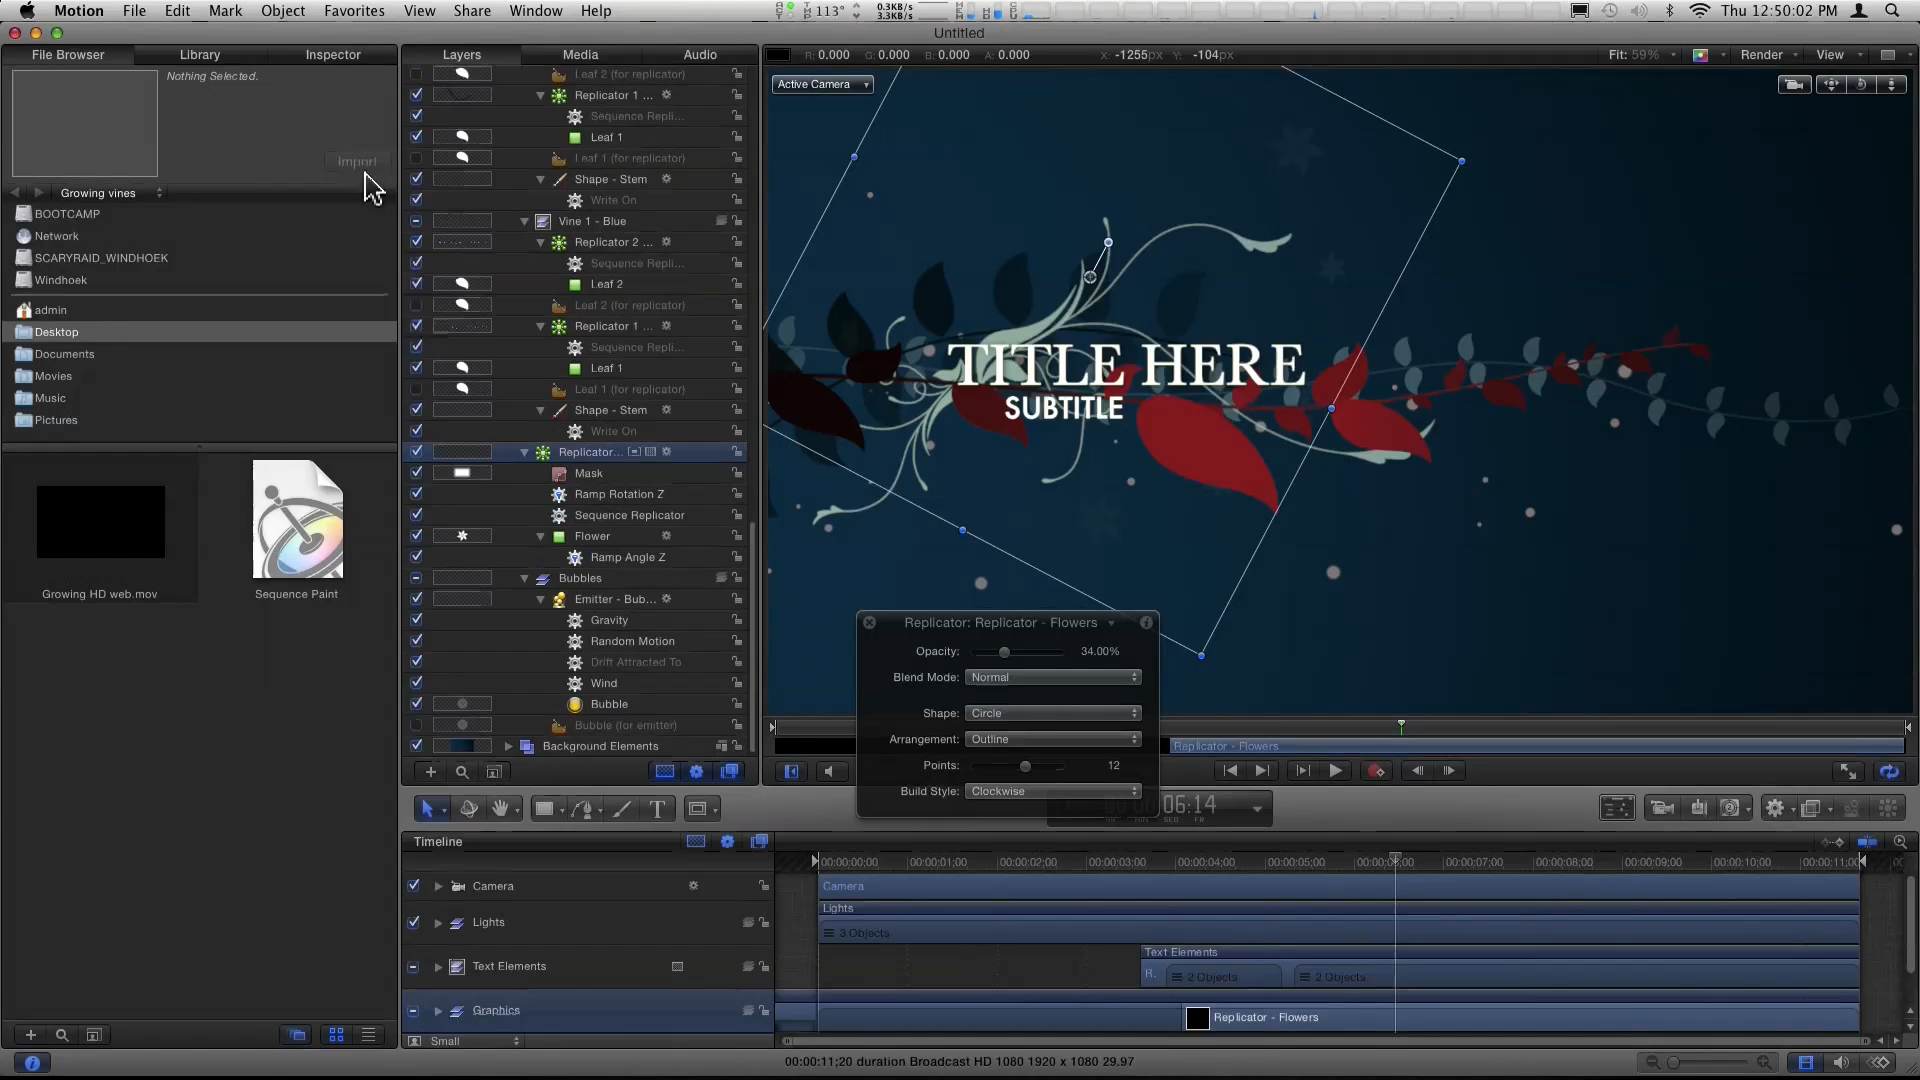 Motion File Edit Mark Object Favorites View Share Window Help 113° 0.3KB/s 3.3KB/s Thu 12:50:02 PM
Untitled
File Browser Library Inspector Layers Media Audio R: 0.000 G: 0.000 B: 0.000 A: 0.000 X: -1255px Y: -104px Fit: 59% Render View
Nothing Selected.
Import
Growing vines
BOOTCAMP
Network
SCARYRAID_WINDHOEK
Windhoek
admin
Desktop
Documents
Movies
Music
Pictures
Growing HD web.mov Sequence Paint
Leaf 2 (for replicator)
Replicator 1 ...
Sequence Repli...
Leaf 1
Leaf 1 (for replicator)
Shape - Stem
Write On
Vine 1 - Blue
Replicator 2 ...
Sequence Repli...
Leaf 2
Leaf 2 (for replicator)
Replicator 1 ...
Sequence Repli...
Leaf 1
Leaf 1 (for replicator)
Shape - Stem
Write On
Replicator...
Mask
Ramp Rotation Z
Sequence Replicator
Flower
Ramp Angle Z
Bubbles
Emitter - Bub...
Gravity
Random Motion
Drift Attracted To
Wind
Bubble
Bubble (for emitter)
Background Elements
Active Camera
TITLE HERE
SUBTITLE
Replicator: Replicator - Flowers
Opacity: 34.00%
Blend Mode: Normal
Shape: Circle
Arrangement: Outline
Points: 12
Build Style: Clockwise
Replicator - Flowers
06:14
Timeline
00:00:00;00 00:00:01;00 00:00:02;00 00:00:03;00 00:00:04;00 00:00:05;00 00:00:07;00 00:00:08;00 00:00:09;00 00:00:10;00
Camera Camera
Lights Lights
3 Objects
Text Elements Text Elements
R. 2 Objects 2 Objects
Graphics Replicator - Flowers
Small
00:00:11;20 duration Broadcast HD 1080 1920 x 1080 29.97